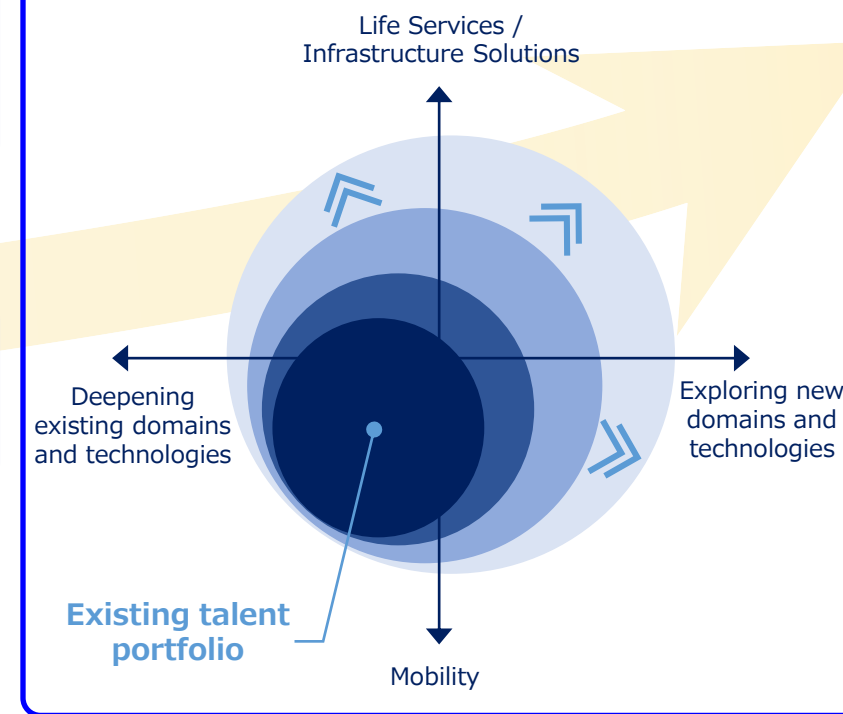 Life Services /
Infrastructure Solutions
Deepening
existing domains
and technologies
Exploring new
domains and
technologies
Existing talent
portfolio
Mobility